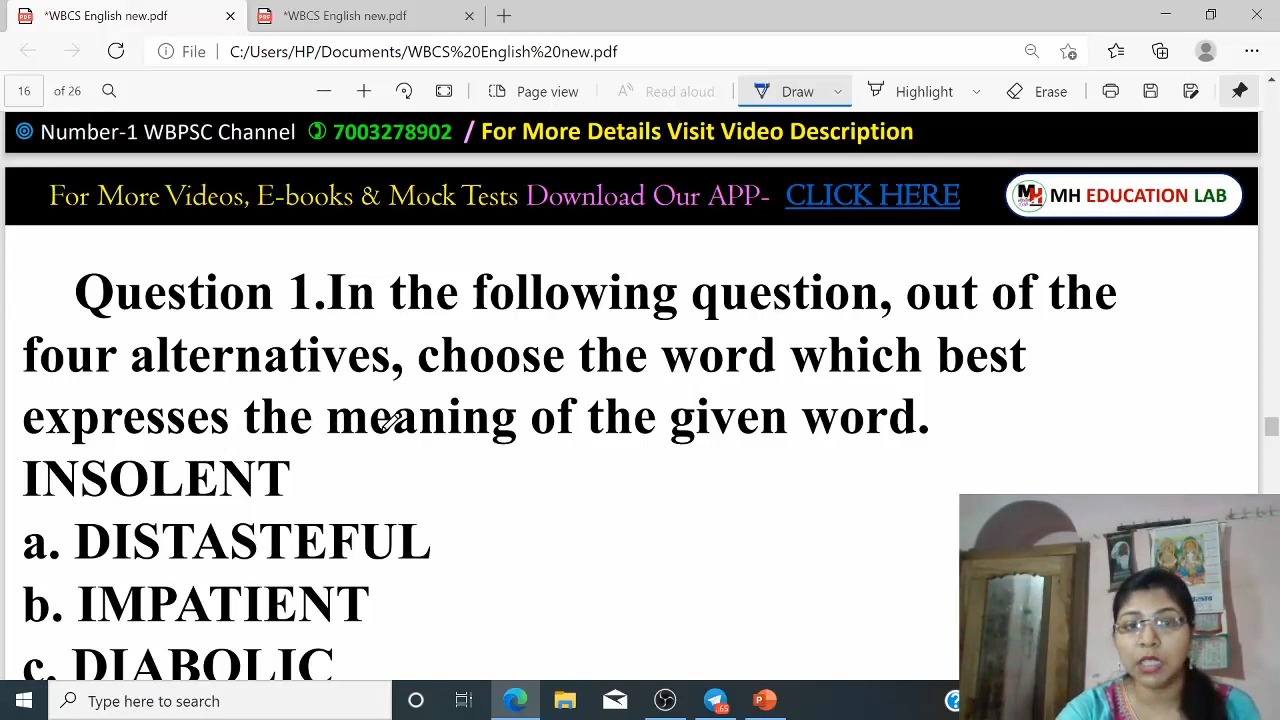 *WBCS English new.pdf
*WBCS English new.pdf
File
C:/Users/HP/Documents/WBCS%20English%20new.pdf
16 of 26
Page view
Read aloud
Draw
Highlight
Erase
Number-1 WBPSC Channel 7003278902 / For More Details Visit Video Description
For More Videos, E-books & Mock Tests Download Our APP- CLICK HERE
MH EDUCATION LAB
Question 1.In the following question, out of the
four alternatives, choose the word which best
expresses the meaning of the given word.
INSOLENT
a. DISTASTEFUL
b. IMPATIENT
c. DIABOLIC
Type here to search